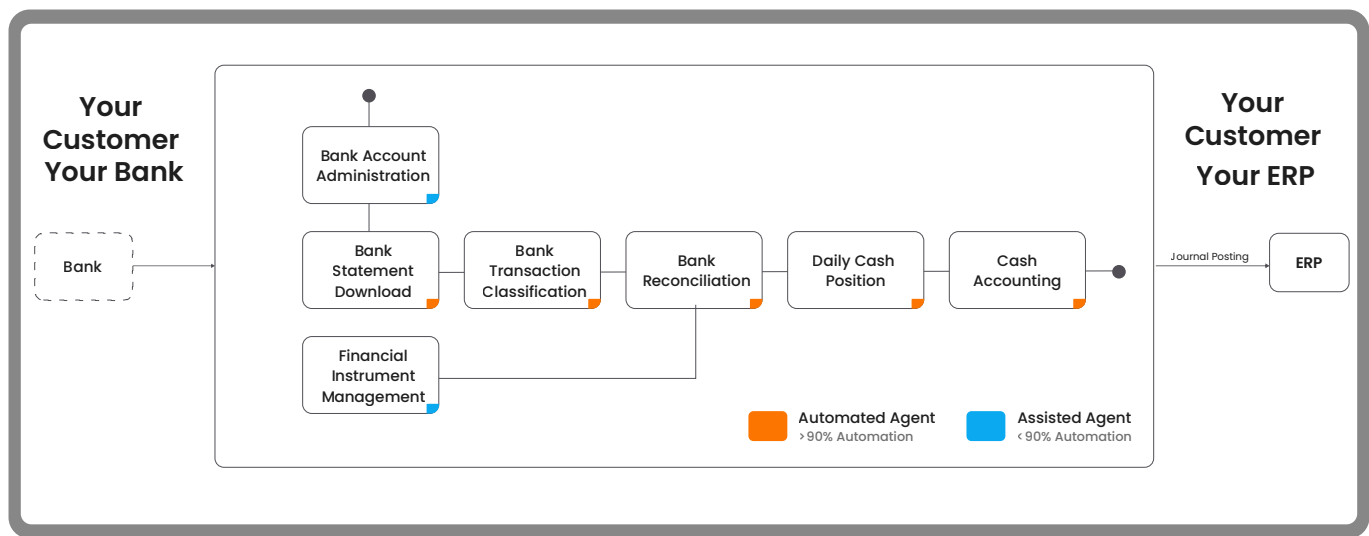 Your
Customer
Your Bank
Bank
Bank Account
Administration
Bank
Statement
Download
Bank
Transaction
Classification
Bank
Reconciliation
Daily Cash
Position
Cash
Accounting
Financial
Instrument
Management
Automated Agent
>90% Automation
Assisted Agent
<90% Automation
Your
Customer
Your ERP
Journal Posting
ERP